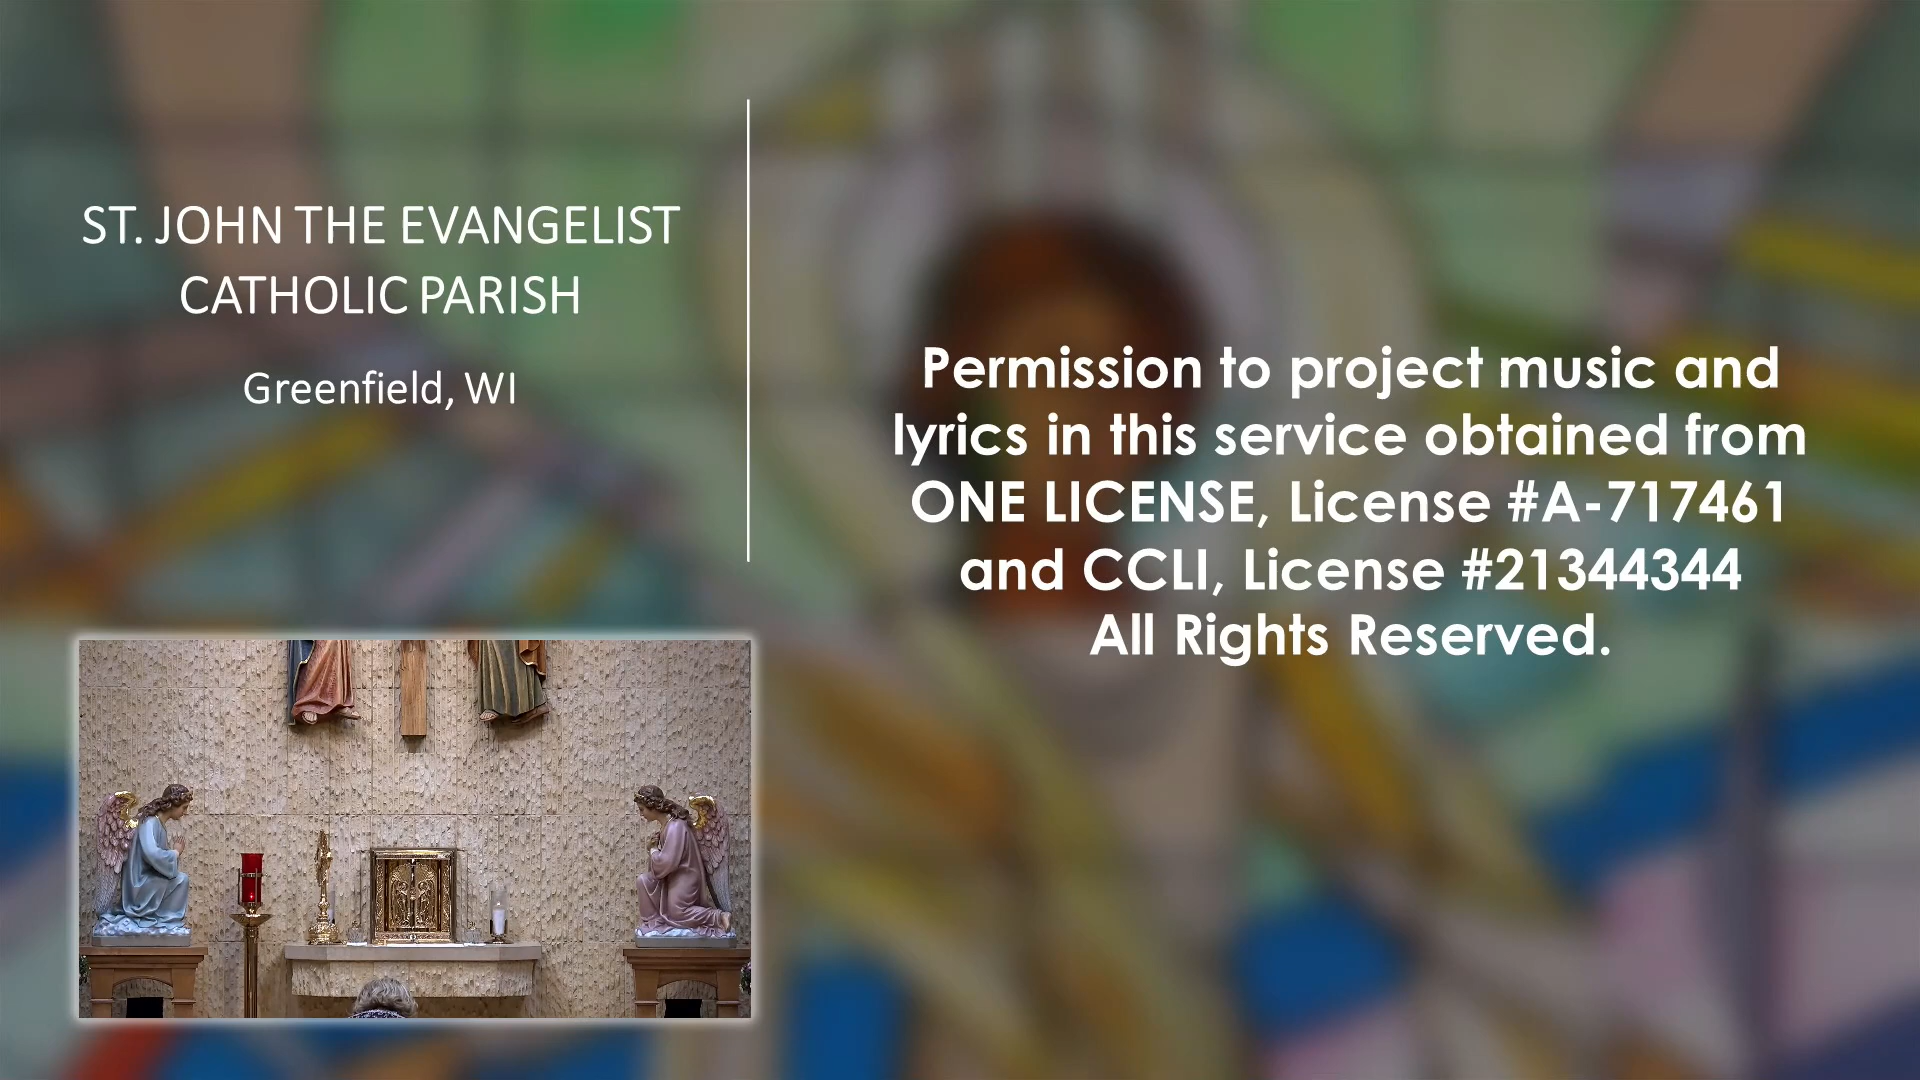 ST. JOHN THE EVANGELIST
CATHOLIC PARISH
Greenfield, WI
Permission to project music and
lyrics in this service obtained from
ONE LICENSE, License #A-717461
and CCLI, License #21344344
All Rights Reserved.